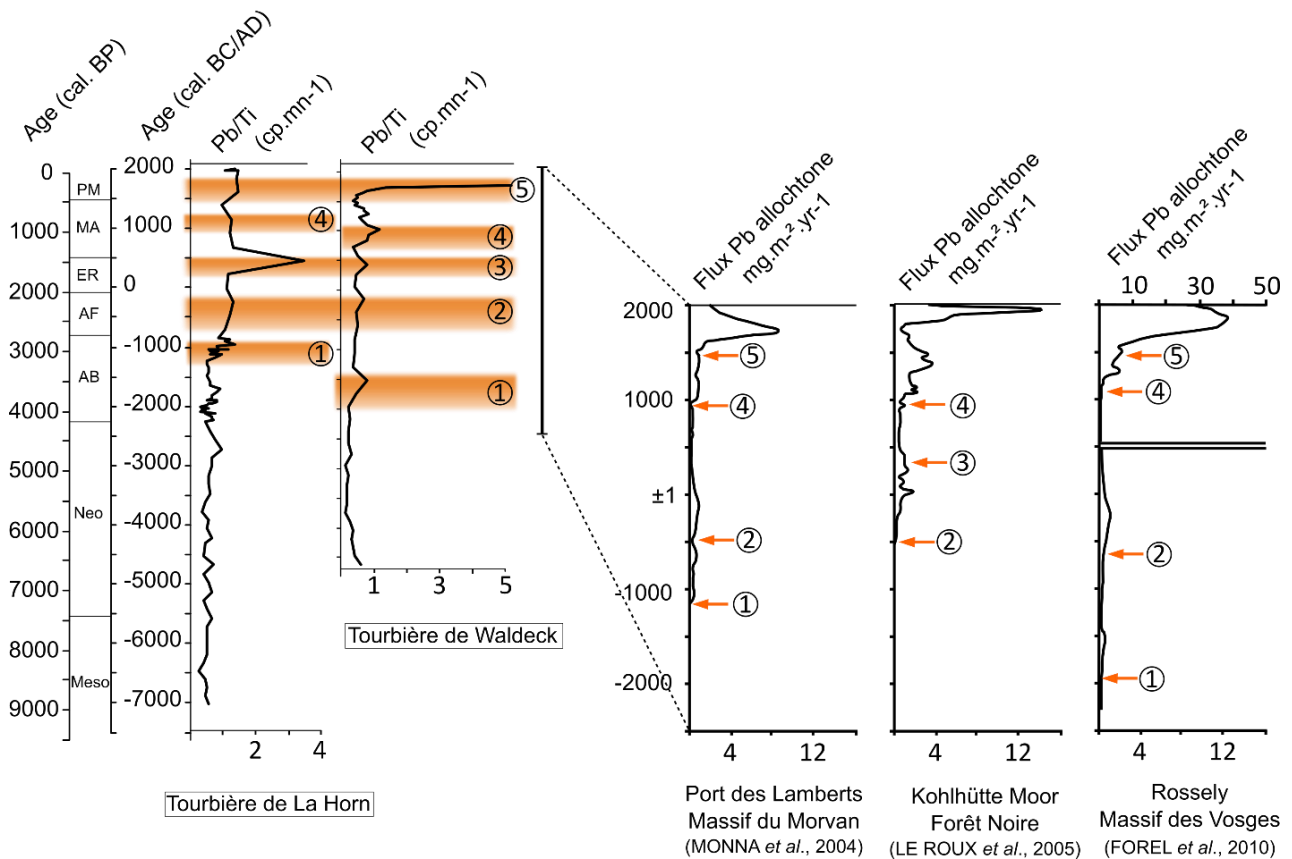 Age (cal. BP)
Age (cal. BC/AD)
Pb/Ti
(cp.mn-1)
Pb/Ti
(cp.mn-1)
0
1000
2000
3000
4000
5000
6000
7000
8000
9000
PM
MA
ER
AF
AB
Neo
Meso
2000
1000
0
-1000
-2000
-3000
-4000
-5000
-6000
-7000
④
①
2 4
Tourbière de La Horn
⑤
④
③
②
①
1 3 5
Tourbière de Waldeck
Flux Pb allochtone
mg.m-².yr-1
2000
1000
±1
-1000
-2000
⑤
④
②
①
4 12
Port des Lamberts
Massif du Morvan
(MONNA et al., 2004)
Flux Pb allochtone
mg.m-².yr-1
④
③
②
4 12
Kohlhütte Moor
Forêt Noire
(LE ROUX et al., 2005)
Flux Pb allochtone
mg.m-².yr-1
10 30 50
⑤
④
②
①
4 12
Rossely
Massif des Vosges
(FOREL et al., 2010)